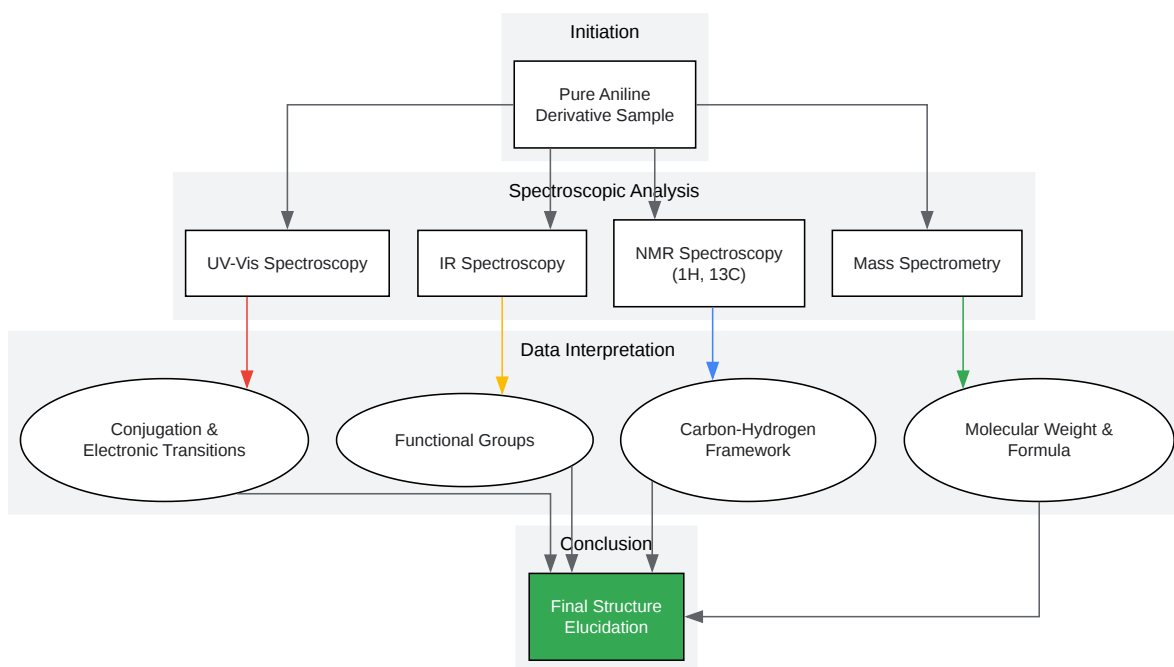 Initiation
Pure Aniline
Derivative Sample
Spectroscopic Analysis
UV-Vis Spectroscopy
IR Spectroscopy
NMR Spectroscopy
(1H, 13C)
Mass Spectrometry
Data Interpretation
Conjugation &
Electronic Transitions
Functional Groups
Carbon-Hydrogen
Framework
Molecular Weight &
Formula
Conclusion
Final Structure
Elucidation